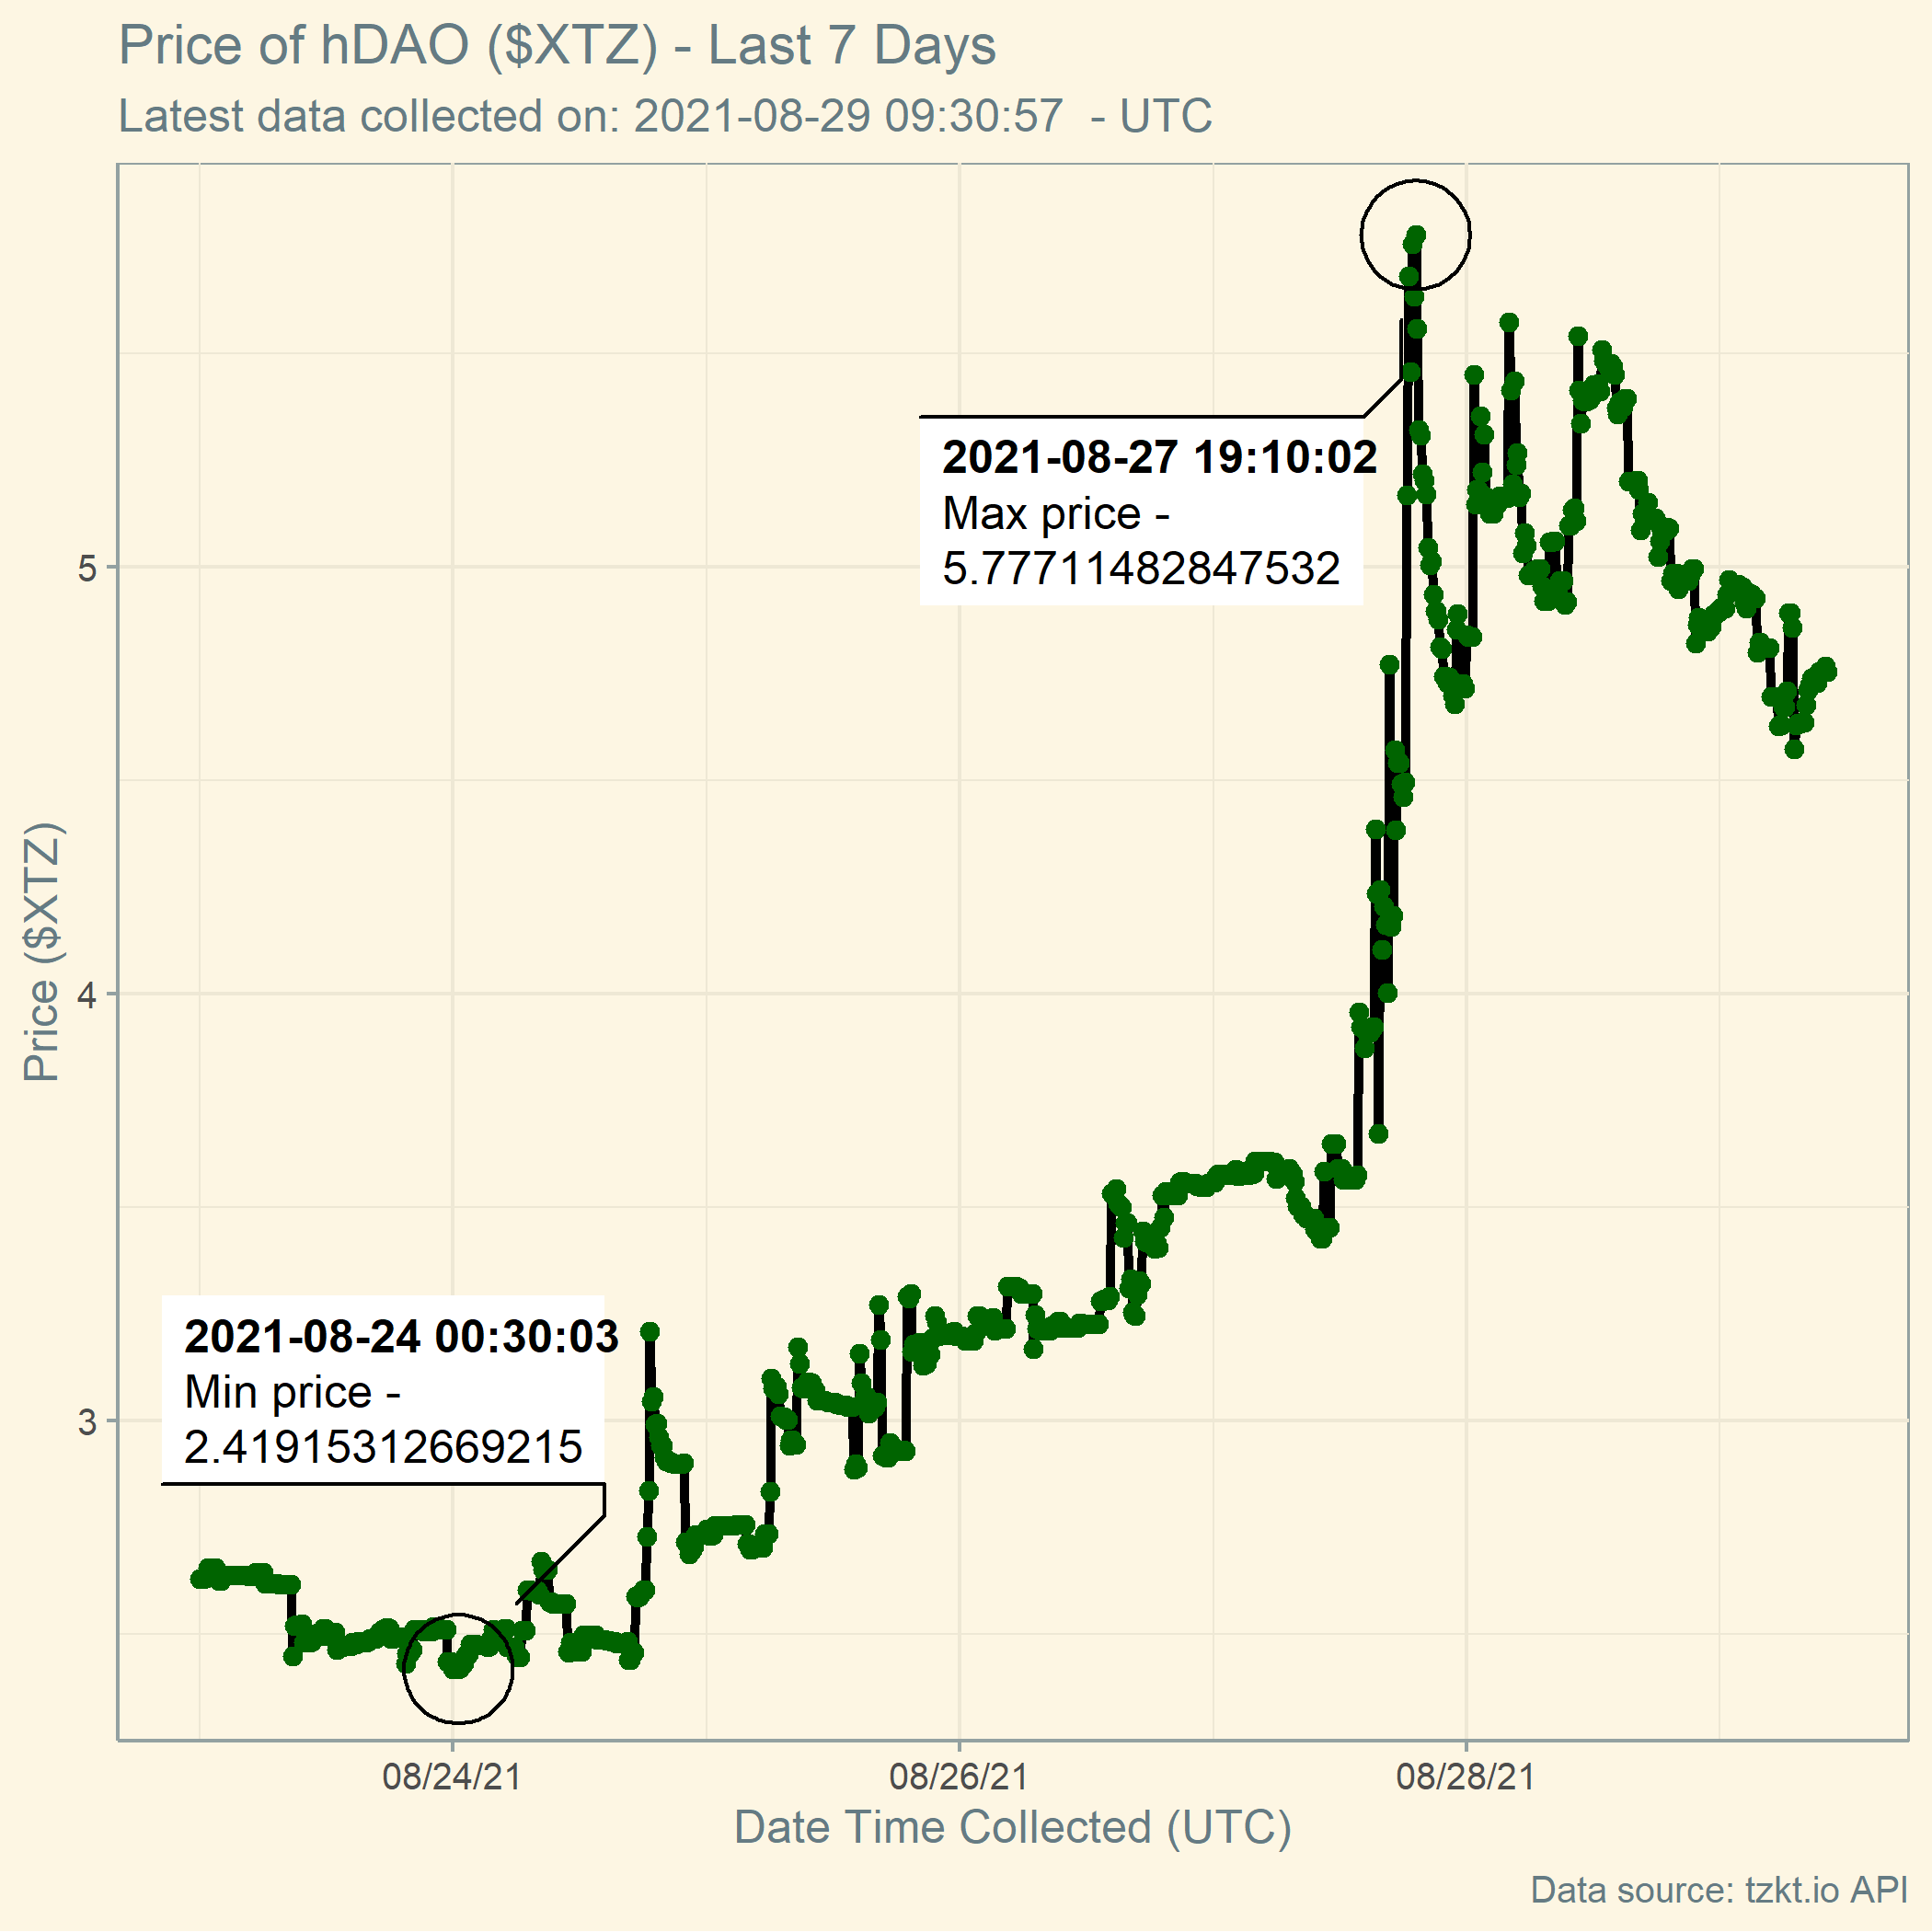 Price of hDAO ($XTZ) - Last 7 Days
Latest data collected on: 2021-08-29 09:30:57  - UTC
2021-08-27 19:10:02
Max price -
5.77711482847532
5
Price ($XTZ)
4
2021-08-24 00:30:03
Min price -
2.41915312669215
3
08/24/21
08/26/21
08/28/21
Date Time Collected (UTC)
Data source: tzkt.io API